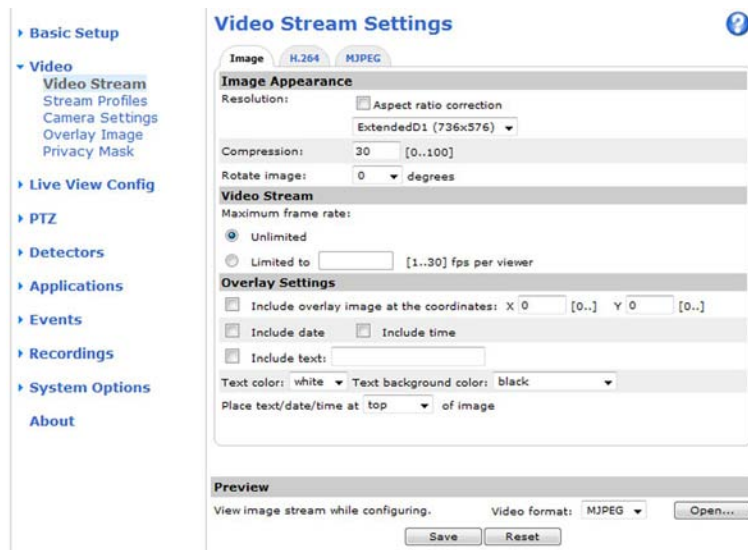 Basic Setup
Video
Video Stream
Stream Profiles
Camera Settings
Overlay Image
Privacy Mask
Live View Config
PTZ
Detectors
Applications
Events
Recordings
System Options
About
Video Stream Settings
?
Image H.264 MJPEG
Image Appearance
Resolution: Aspect ratio correction
ExtendedD1 (736x576)
Compression: 30 [0..100]
Rotate image: 0 degrees
Video Stream
Maximum frame rate:
Unlimited
Limited to [1..30] fps per viewer
Overlay Settings
Include overlay image at the coordinates: X 0 [0..] Y 0 [0..]
Include date Include time
Include text:
Text color: white Text background color: black
Place text/date/time at top of image
Preview
View image stream while configuring. Video format: MJPEG Open...
Save Reset